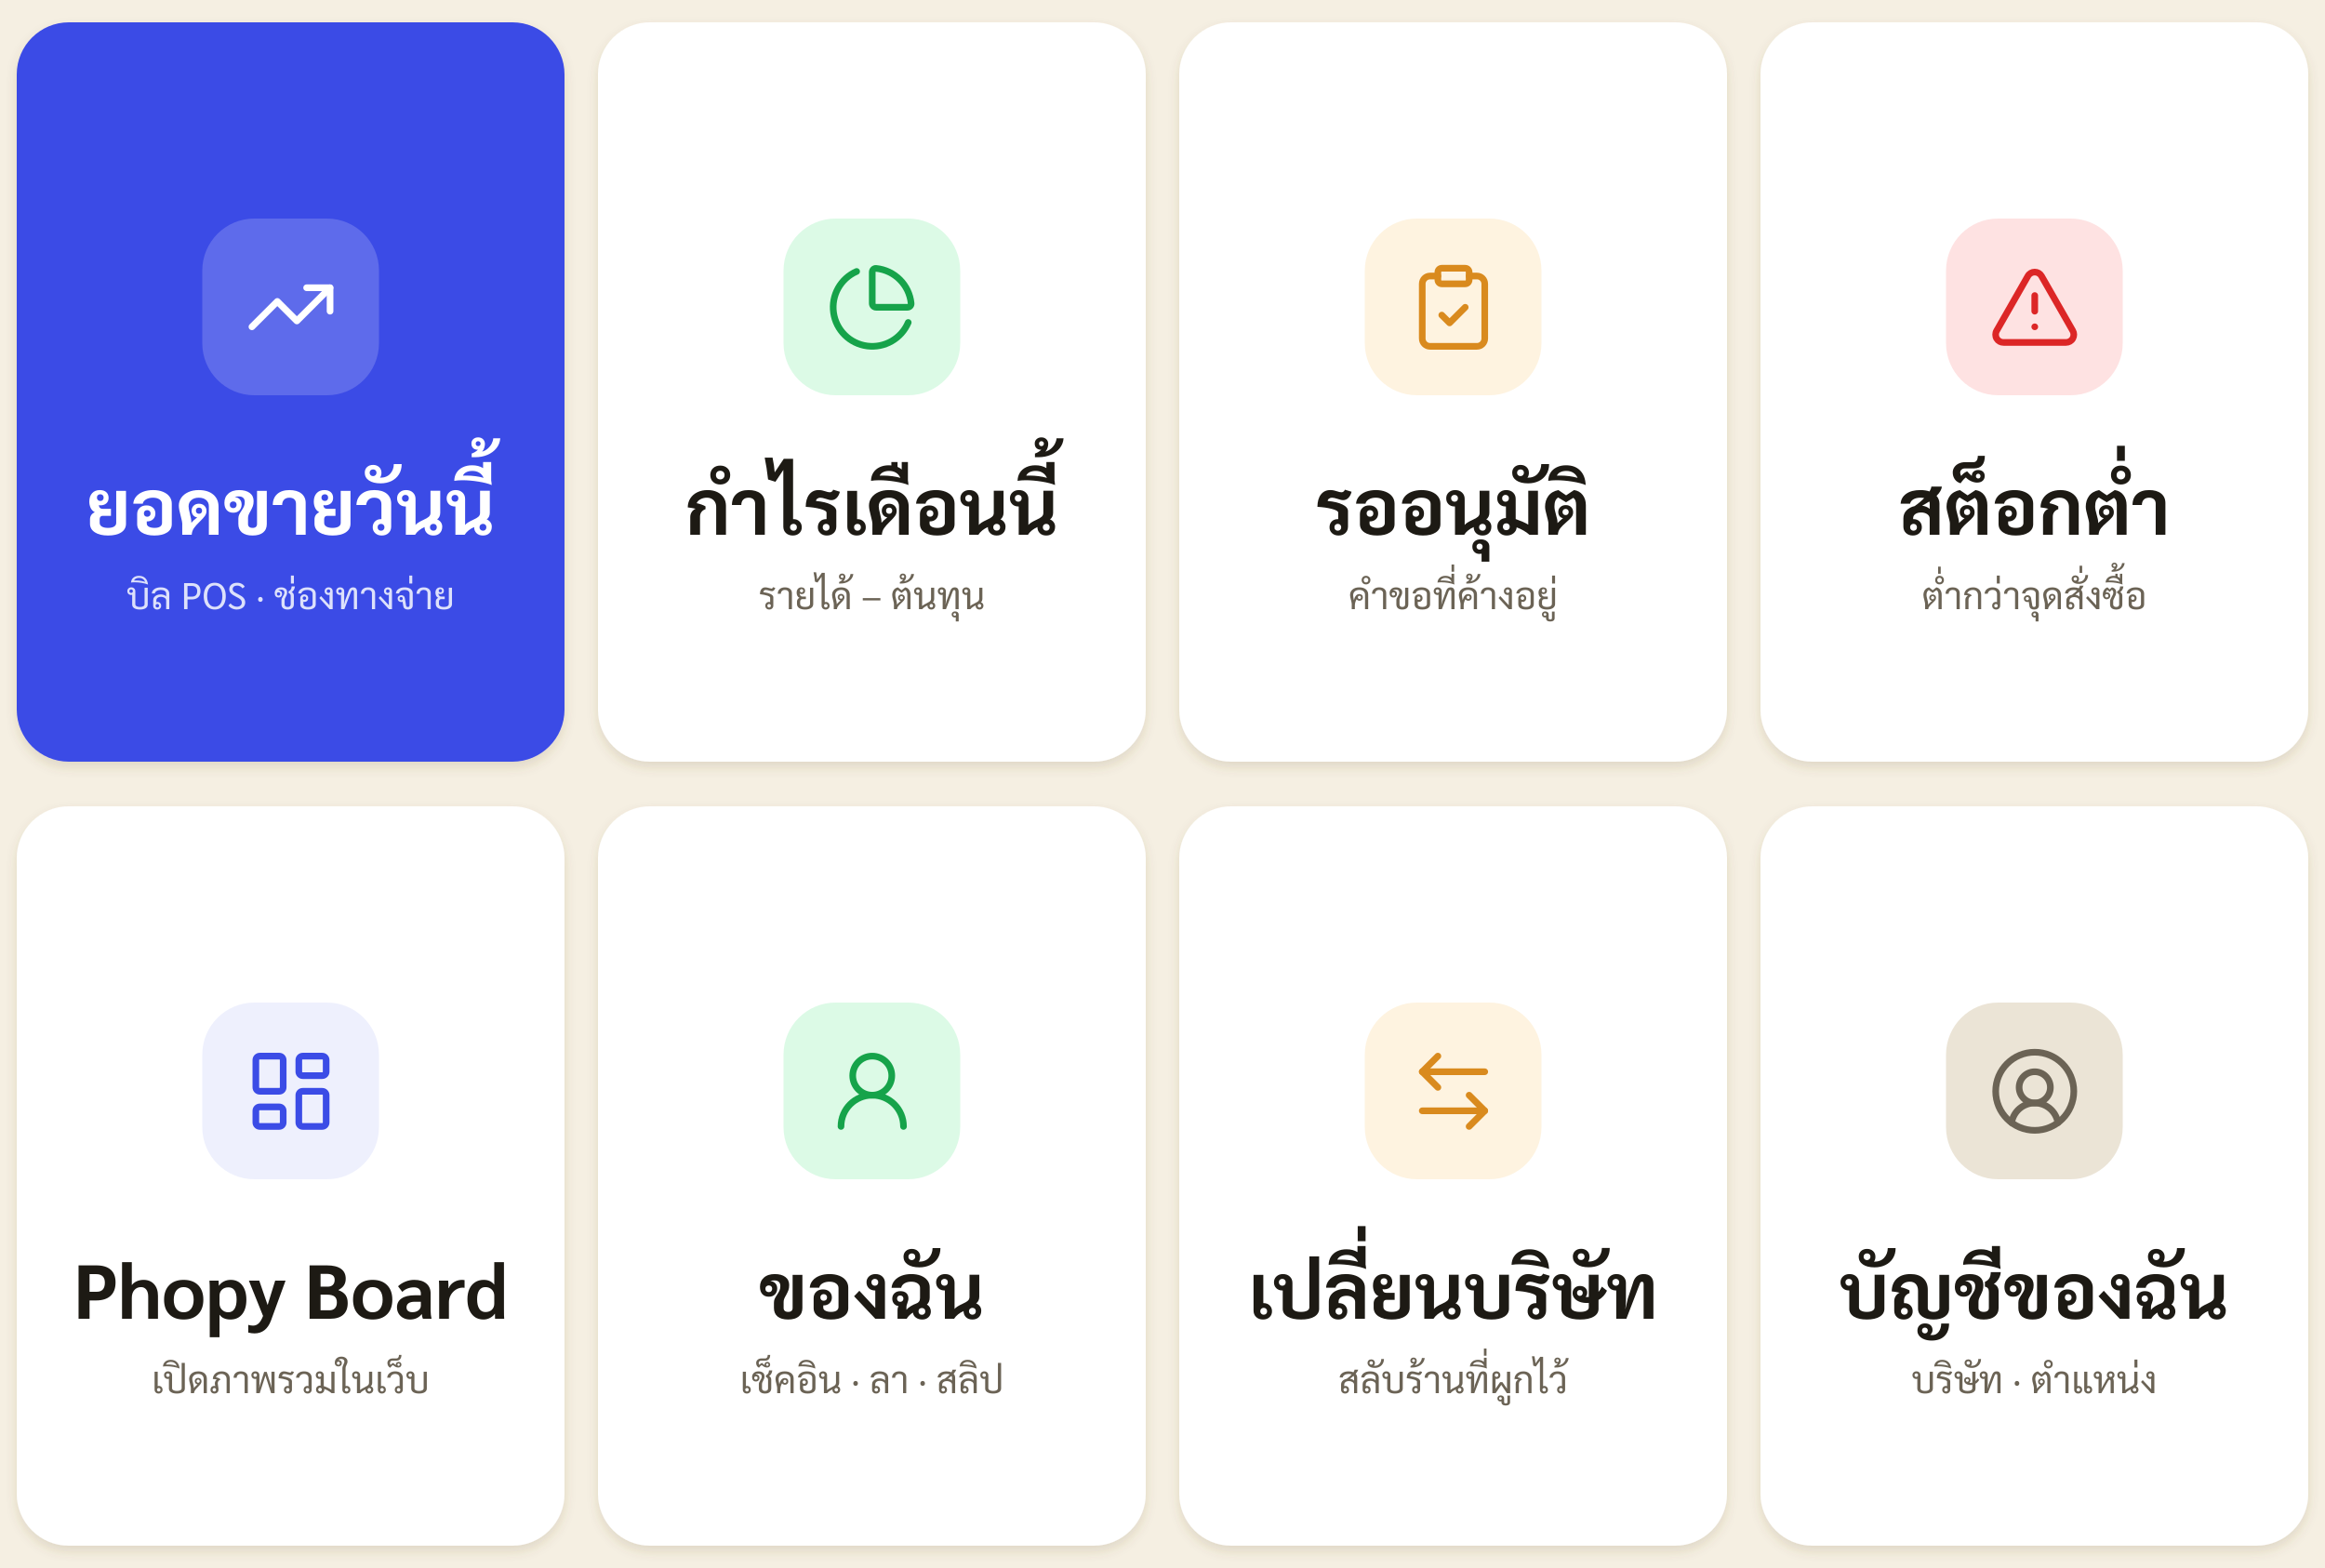 ยอดขายวันนี้
บิล POS · ช่องทางจ่าย
กำไรเดือนนี้
รายได้ – ต้นทุน
รออนุมัติ
คำขอที่ค้างอยู่
สต็อกต่ำ
ต่ำกว่าจุดสั่งซื้อ
Phopy Board
เปิดภาพรวมในเว็บ
ของฉัน
เช็คอิน · ลา · สลิป
เปลี่ยนบริษัท
สลับร้านที่ผูกไว้
บัญชีของฉัน
บริษัท · ตำแหน่ง